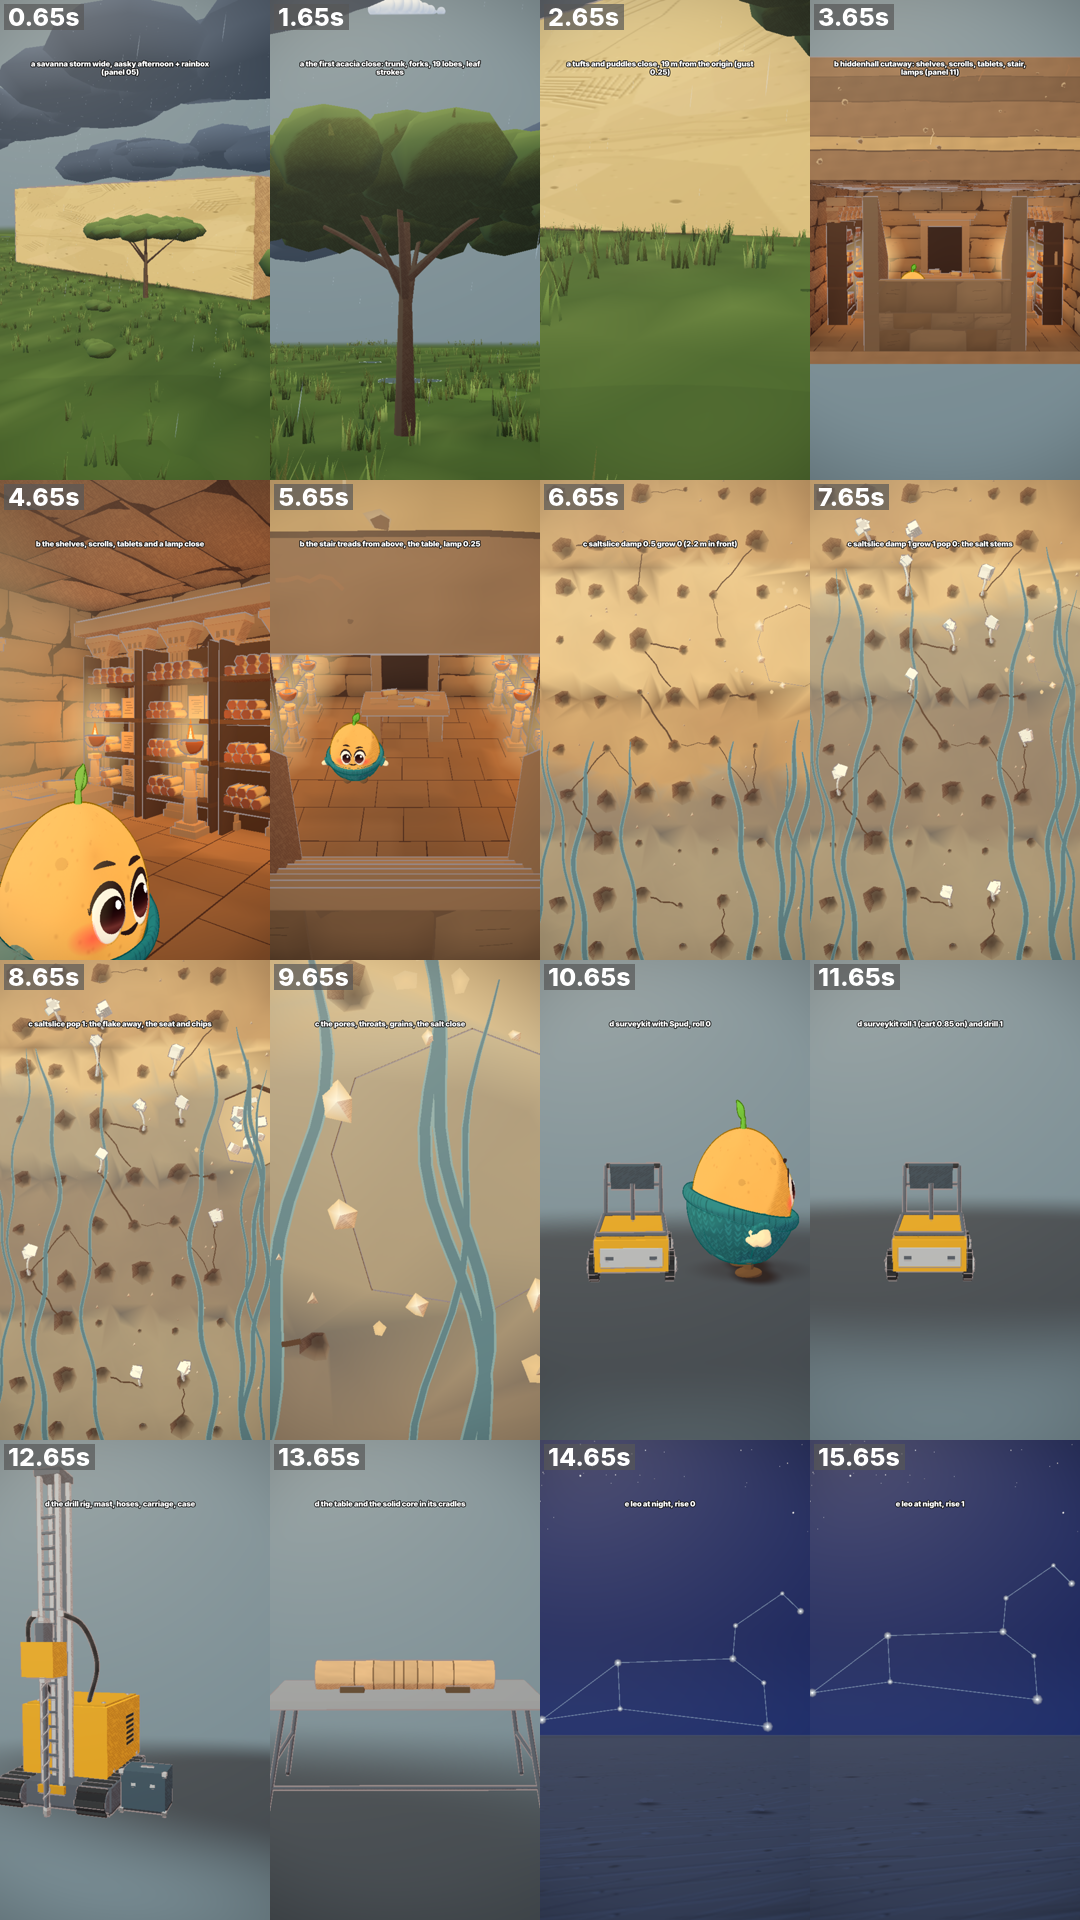 0.65s
a savanna storm wide, aasky afternoon + rainbox
(panel 05)
1.65s
a the first acacia close: trunk, forks, 19 lobes, leaf
strokes
2.65s
a tufts and puddles close, 19 m from the origin (gust
0.25)
3.65s
b hiddenhall cutaway: shelves, scrolls, tablets, stair,
lamps (panel 11)
4.65s
b the shelves, scrolls, tablets and a lamp close
5.65s
b the stair treads from above, the table, lamp 0.25
6.65s
c saltslice damp 0.5 grow 0 (2.2 m in front)
7.65s
c saltslice damp 1 grow 1 pop 0: the salt stems
8.65s
c saltslice pop 1: the flake away, the seat and chips
9.65s
c the pores, throats, grains, the salt close
10.65s
d surveykit with Spud, roll 0
11.65s
d surveykit roll 1 (cart 0.85 on) and drill 1
12.65s
d the drill rig, mast, hoses, carriage, case
13.65s
d the table and the solid core in its cradles
14.65s
e leo at night, rise 0
15.65s
e leo at night, rise 1